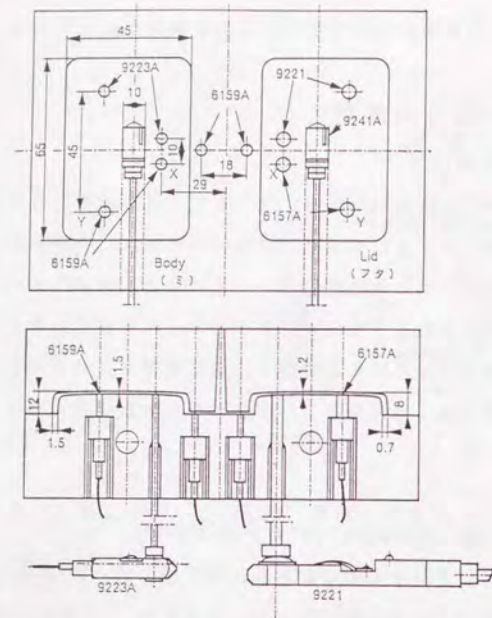 45
9223A
10
6159A
9221
9241A
65
45
10
X
X
18
29
6157A
Y
Y
6159A
Body
(ミ)
Lid
(フタ)
6159A
1.5
1.2
6157A
12
8
1.5
0.7
9223A
9221